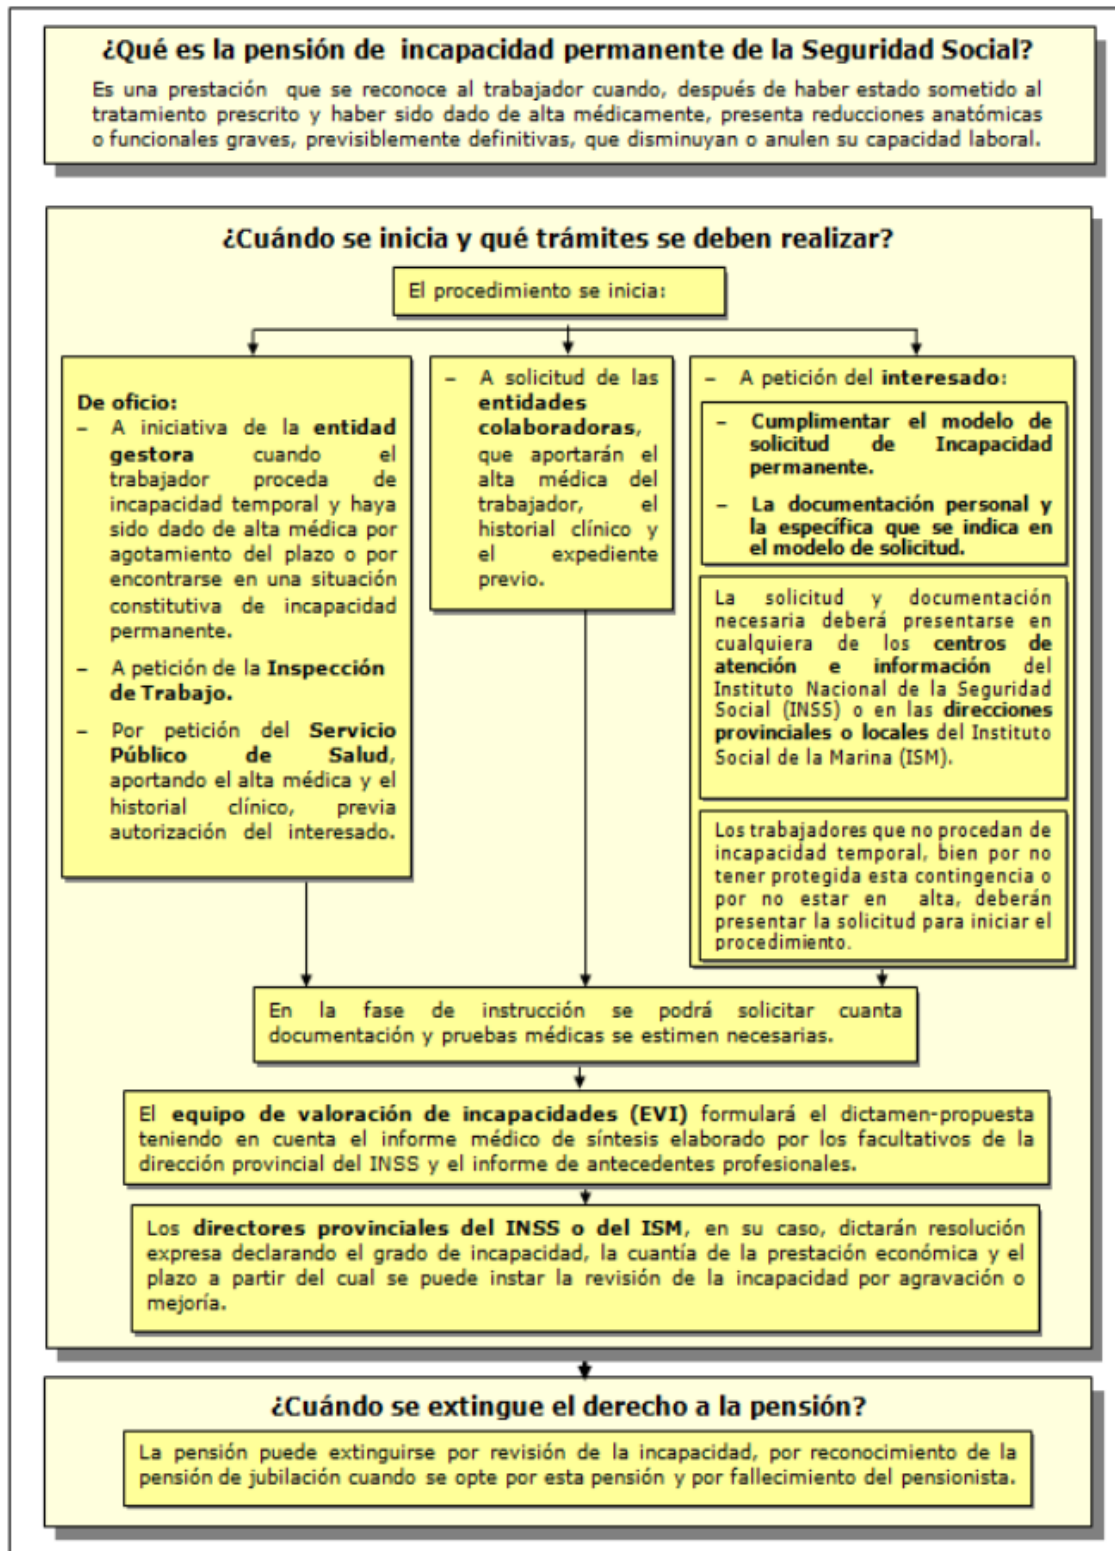 ¿Qué es la pensión de incapacidad permanente de la Seguridad Social?
Es una prestación que se reconoce al trabajador cuando, después de haber estado sometido al
tratamiento prescrito y haber sido dado de alta médicamente, presenta reducciones anatómicas
o funcionales graves, previsiblemente definitivas, que disminuyan o anulen su capacidad laboral.
¿Cuándo se inicia y qué trámites se deben realizar?
El procedimiento se inicia:
De oficio:
– A iniciativa de la entidad
gestora cuando el
trabajador proceda de
incapacidad temporal y haya
sido dado de alta médica por
agotamiento del plazo o por
encontrarse en una situación
constitutiva de incapacidad
permanente.
– A petición de la Inspección
de Trabajo.
– Por petición del Servicio
Público de Salud,
aportando el alta médica y el
historial clínico, previa
autorización del interesado.
– A solicitud de las
entidades
colaboradoras,
que aportarán el
alta médica del
trabajador, el
historial clínico y
el expediente
previo.
– A petición del interesado:
– Cumplimentar el modelo de
solicitud de Incapacidad
permanente.
– La documentación personal y
la específica que se indica en
el modelo de solicitud.
La solicitud y documentación
necesaria deberá presentarse en
cualquiera de los centros de
atención e información del
Instituto Nacional de la Seguridad
Social (INSS) o en las direcciones
provinciales o locales del Instituto
Social de la Marina (ISM).
Los trabajadores que no procedan de
incapacidad temporal, bien por no
tener protegida esta contingencia o
por no estar en alta, deberán
presentar la solicitud para iniciar el
procedimiento.
En la fase de instrucción se podrá solicitar cuanta
documentación y pruebas médicas se estimen necesarias.
El equipo de valoración de incapacidades (EVI) formulará el dictamen-propuesta
teniendo en cuenta el informe médico de síntesis elaborado por los facultativos de la
dirección provincial del INSS y el informe de antecedentes profesionales.
Los directores provinciales del INSS o del ISM, en su caso, dictarán resolución
expresa declarando el grado de incapacidad, la cuantía de la prestación económica y el
plazo a partir del cual se puede instar la revisión de la incapacidad por agravación o
mejoría.
¿Cuándo se extingue el derecho a la pensión?
La pensión puede extinguirse por revisión de la incapacidad, por reconocimiento de la
pensión de jubilación cuando se opte por esta pensión y por fallecimiento del pensionista.